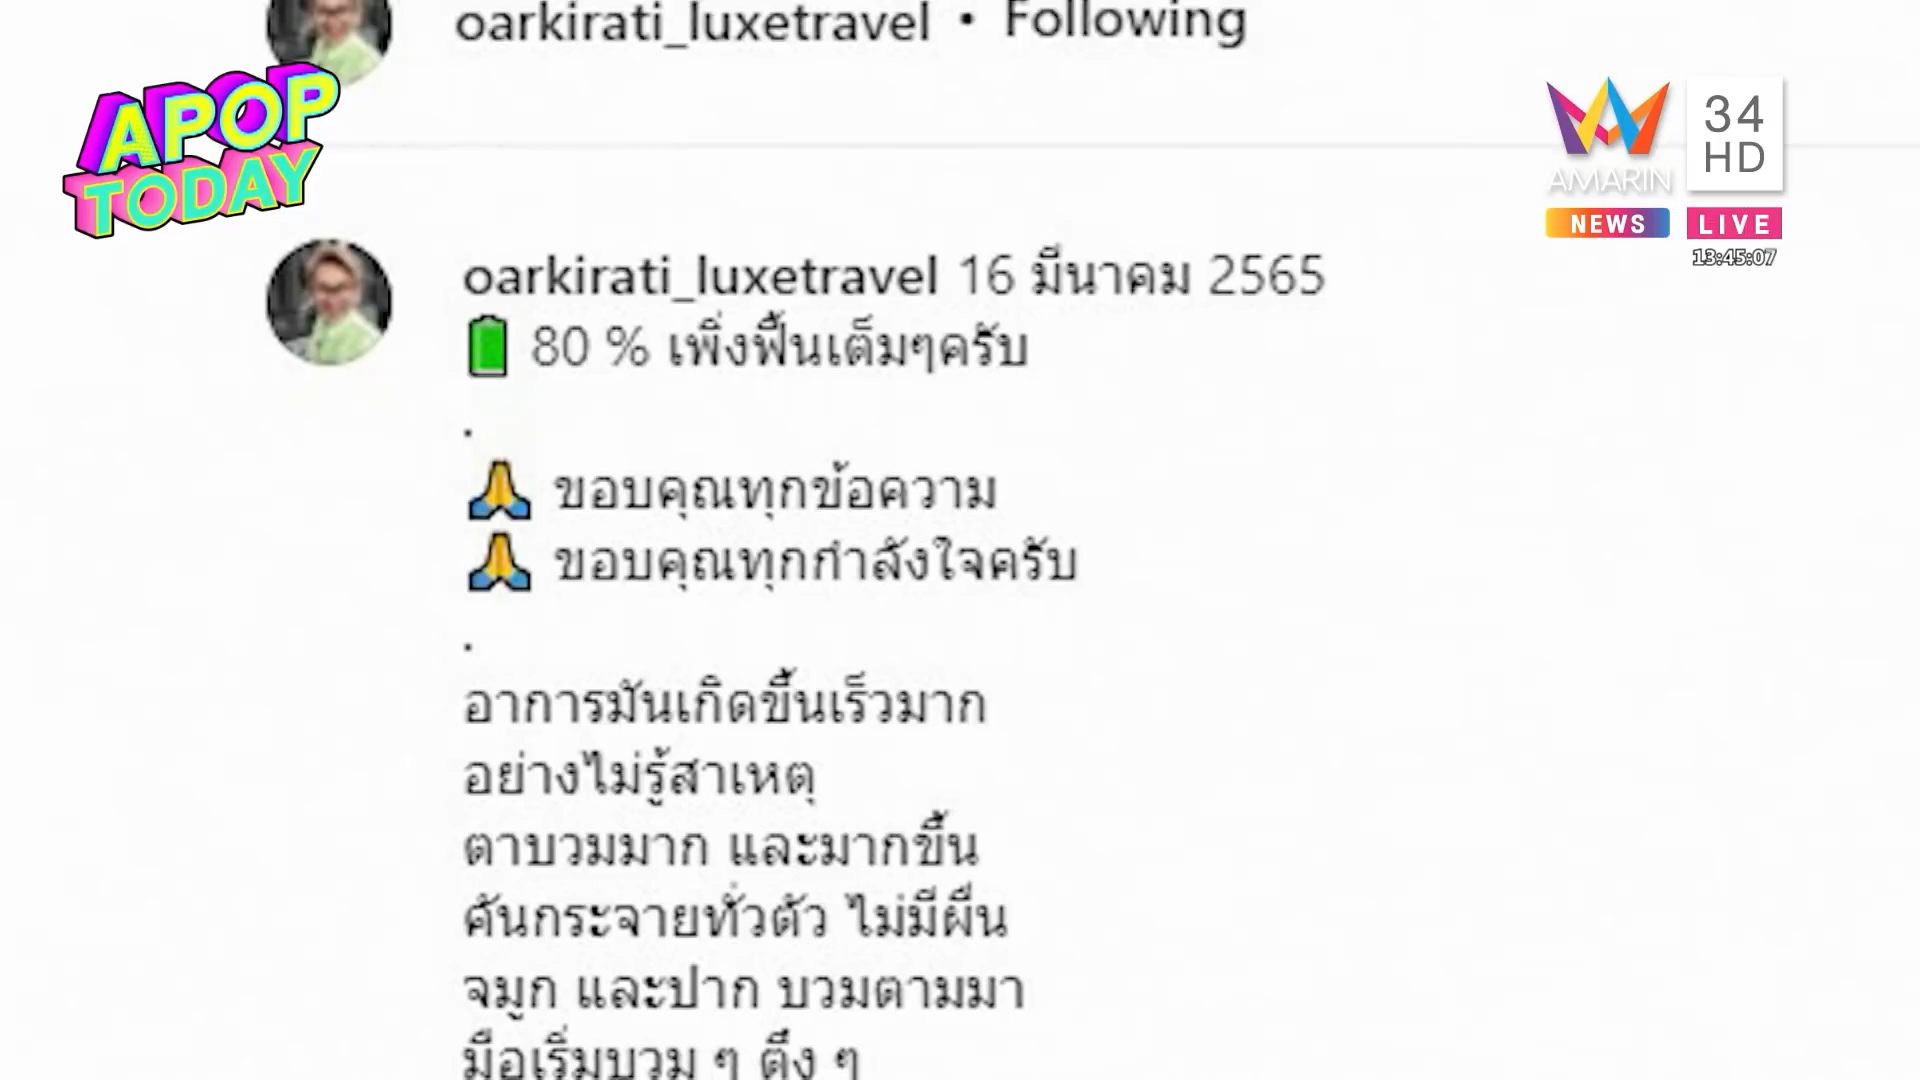 oarkirati_luxetravel • Following
APOP
TODAY
AMARIN
NEWS
34
HD
LIVE
13:45:07
oarkirati_luxetravel 16 มีนาคม 2565
80 % เพิ่งฟื้นเต็มๆครับ
.
🙏 ขอบคุณทุกข้อความ
🙏 ขอบคุณทุกกำลังใจครับ
.
อาการมันเกิดขึ้นเร็วมาก
อย่างไม่รู้สาเหตุ
ตาบวมมาก และมากขึ้น
คันกระจายทั่วตัว ไม่มีผื่น
จมูก และปาก บวมตามมา
มือเริ่มบวม ๆ ตึง ๆ